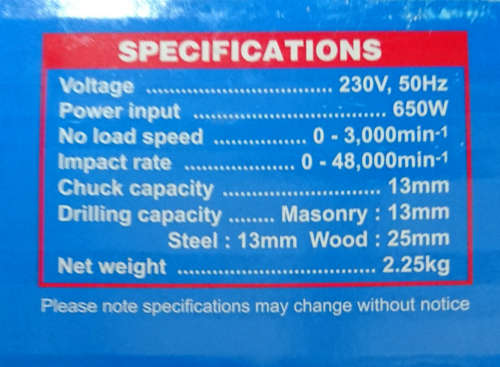 SPECIFICATIONS
Voltage ................................ 230V, 50Hz
Power input ................................. 650W
No load speed ................ 0 - 3,000min-1
Impact rate ................... 0 - 48,000min-1
Chuck capacity ........................... 13mm
Drilling capacity ........ Masonry : 13mm
Steel : 13mm Wood : 25mm
Net weight .................................. 2.25kg
Please note specifications may change without notice